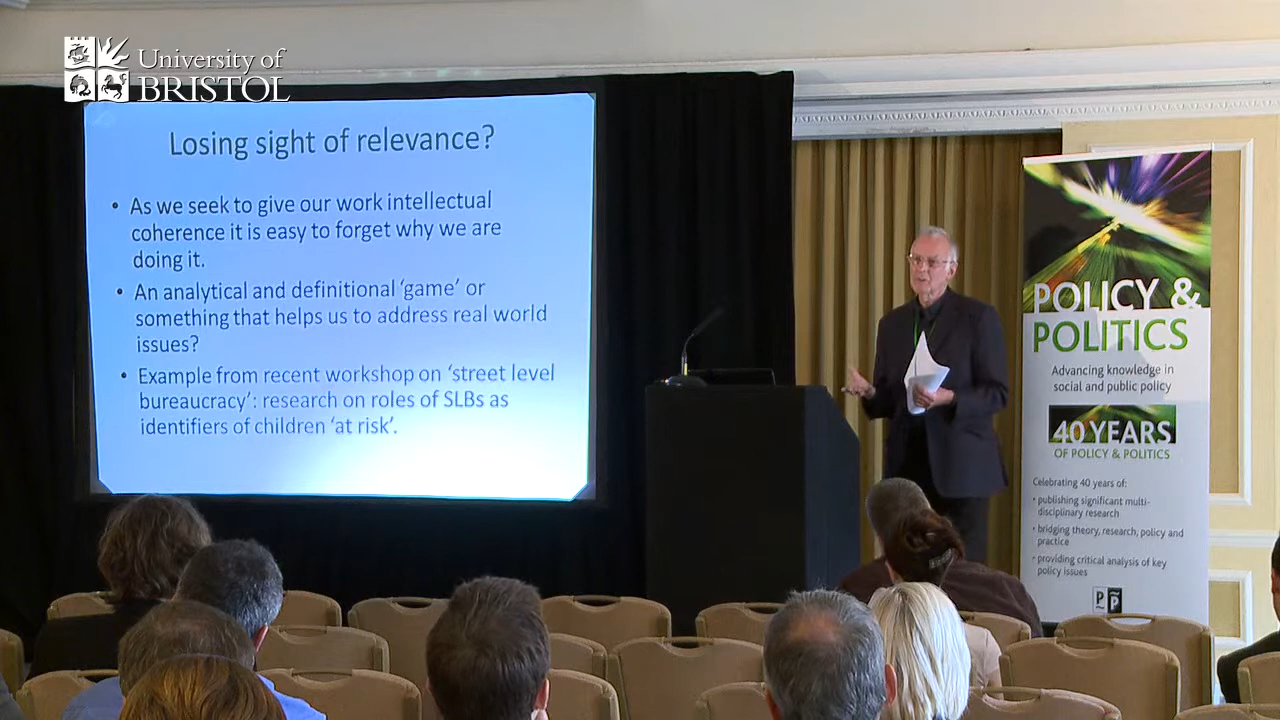 University of
BRISTOL
Losing sight of relevance?
• As we seek to give our work intellectual
coherence it is easy to forget why we are
doing it.
• An analytical and definitional ‘game’ or
something that helps us to address real world
issues?
• Example from recent workshop on ‘street level
bureaucracy’: research on roles of SLBs as
identifiers of children ‘at risk’.
POLICY &
POLITICS
Advancing knowledge in
social and public policy
40 YEARS
OF POLICY & POLITICS
Celebrating 40 years of:
• publishing significant multi-
disciplinary research
• bridging theory, research, policy and
practice
• providing critical analysis of key
policy issues
P P